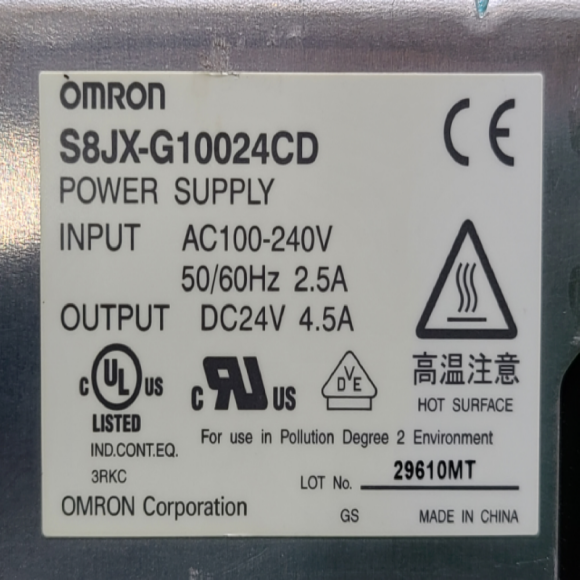 OMRON
S8JX-G10024CD
POWER SUPPLY
INPUT AC100-240V
50/60Hz 2.5A
OUTPUT DC24V 4.5A
CE
C UL US
LISTED
C RU US
DVE
高温注意
HOT SURFACE
For use in Pollution Degree 2 Environment
IND.CONT.EQ.
3RKC
LOT No. 29610MT
OMRON Corporation
GS MADE IN CHINA